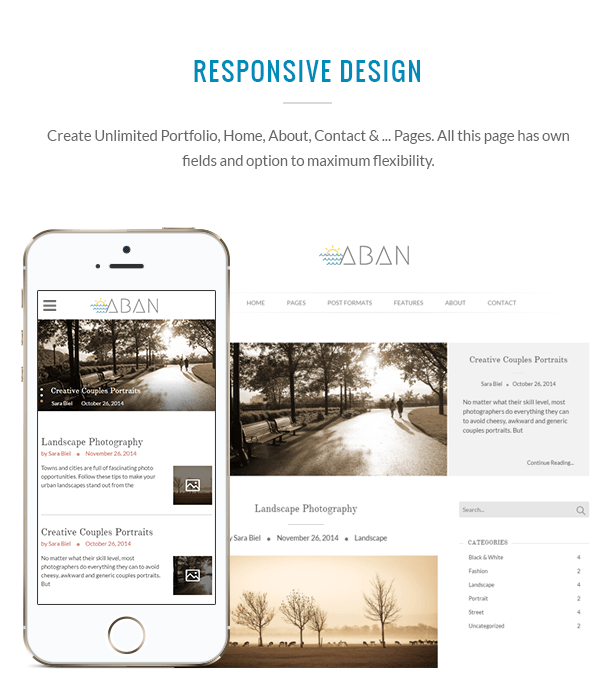 RESPONSIVE DESIGN
Create Unlimited Portfolio, Home, About, Contact & ... Pages. All this page has own
fields and option to maximum flexibility.
ABAN
HOME PAGES POST FORMATS FEATURES ABOUT CONTACT
Creative Couples Portraits
Sara Biel October 26, 2014
No matter what their skill level, most
photographers do everything they can
to avoid cheesy, awkward and generic
couples portraits. But
Continue Reading...
Landscape Photography
y Sara Biel November 26, 2014 Landscape
Search...
CATEGORIES
Black & White 4
Fashion 2
Landscape 4
Portrait 2
Street 4
Uncategorized 2
ABAN
Creative Couples Portraits
Sara Biel October 26, 2014
Landscape Photography
by Sara Biel November 26, 2014
Towns and cities are full of fascinating photo
opportunities. Follow these tips to make your
urban landscapes stand out from the
Creative Couples Portraits
by Sara Biel October 26, 2014
No matter what their skill level, most
photographers do everything they can to avoid
cheesy, awkward and generic couples portraits.
But